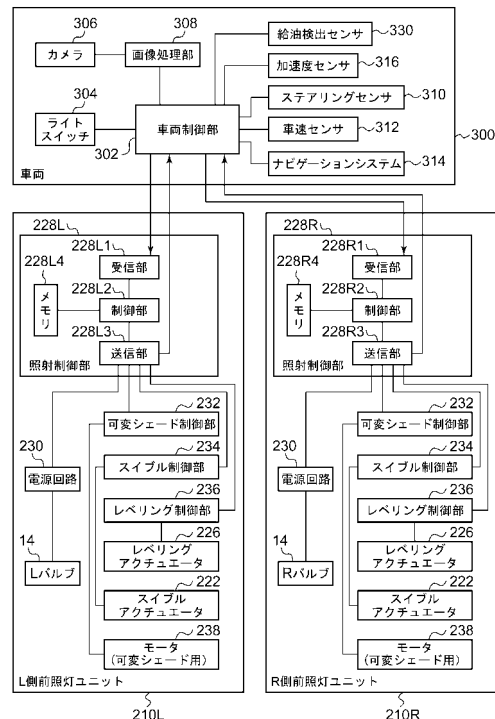 306
カメラ
308
画像処理部
給油検出センサ
330
加速度センサ
316
304
ライト
スイッチ
302
車両制御部
ステアリングセンサ
310
車速センサ
312
300
ナビゲーションシステム
314
車両
228L
228L1
受信部
228L4
メモリ
228L2
制御部
228L3
送信部
照射制御部
232
可変シェード制御部
230
電源回路
234
スイブル制御部
236
レベリング制御部
14
Lバルブ
226
レベリング
アクチュエータ
222
スイブル
アクチュエータ
238
モータ
(可変シェード用)
L側前照灯ユニット
210L
228R
228R1
受信部
228R4
メモリ
228R2
制御部
228R3
送信部
照射制御部
232
可変シェード制御部
230
電源回路
234
スイブル制御部
236
レベリング制御部
14
Rバルブ
226
レベリング
アクチュエータ
222
スイブル
アクチュエータ
238
モータ
(可変シェード用)
R側前照灯ユニット
210R